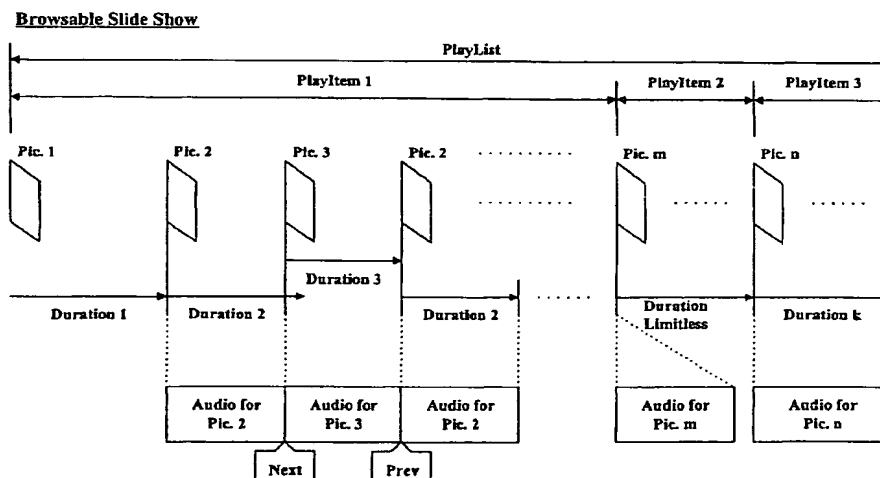 Browsable Slide Show
PlayList
PlayItem 1
PlayItem 2
PlayItem 3
Pic. 1
Pic. 2
Pic. 3
Pic. 2
Pic. m
Pic. n
Duration 3
Duration 1
Duration 2
Duration 2
Duration
Limitless
Duration k
Audio for
Pic. 2
Audio for
Pic. 3
Audio for
Pic. 2
Audio for
Pic. m
Audio for
Pic. n
Next
Prev